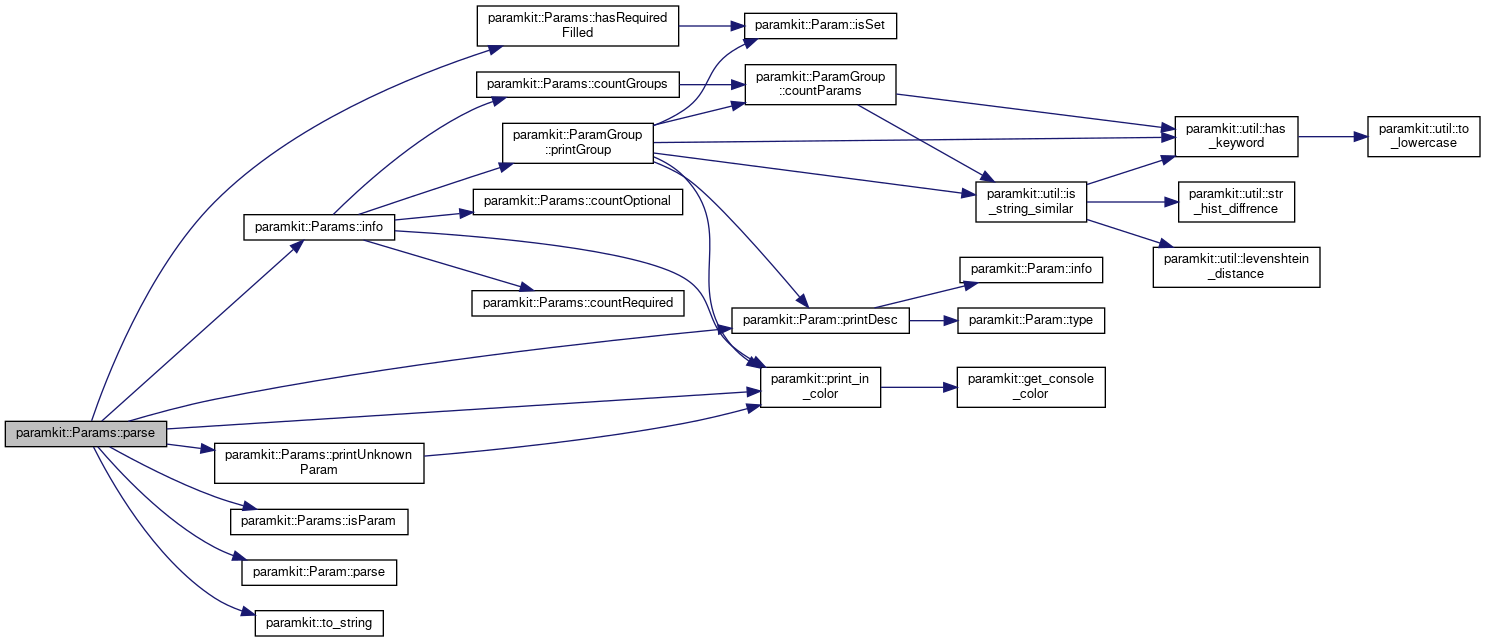 paramkit::Params::hasRequired
Filled
paramkit::Param::isSet
paramkit::Params::countGroups
paramkit::ParamGroup
::countParams
paramkit::ParamGroup
::printGroup
paramkit::util::has
_keyword
paramkit::util::to
_lowercase
paramkit::Params::countOptional
paramkit::util::is
_string_similar
paramkit::util::str
_hist_diffrence
paramkit::Params::info
paramkit::util::levenshtein
_distance
paramkit::Param::info
paramkit::Params::countRequired
paramkit::Param::printDesc
paramkit::Param::type
paramkit::print_in
_color
paramkit::get_console
_color
paramkit::Params::parse
paramkit::Params::printUnknown
Param
paramkit::Params::isParam
paramkit::Param::parse
paramkit::to_string